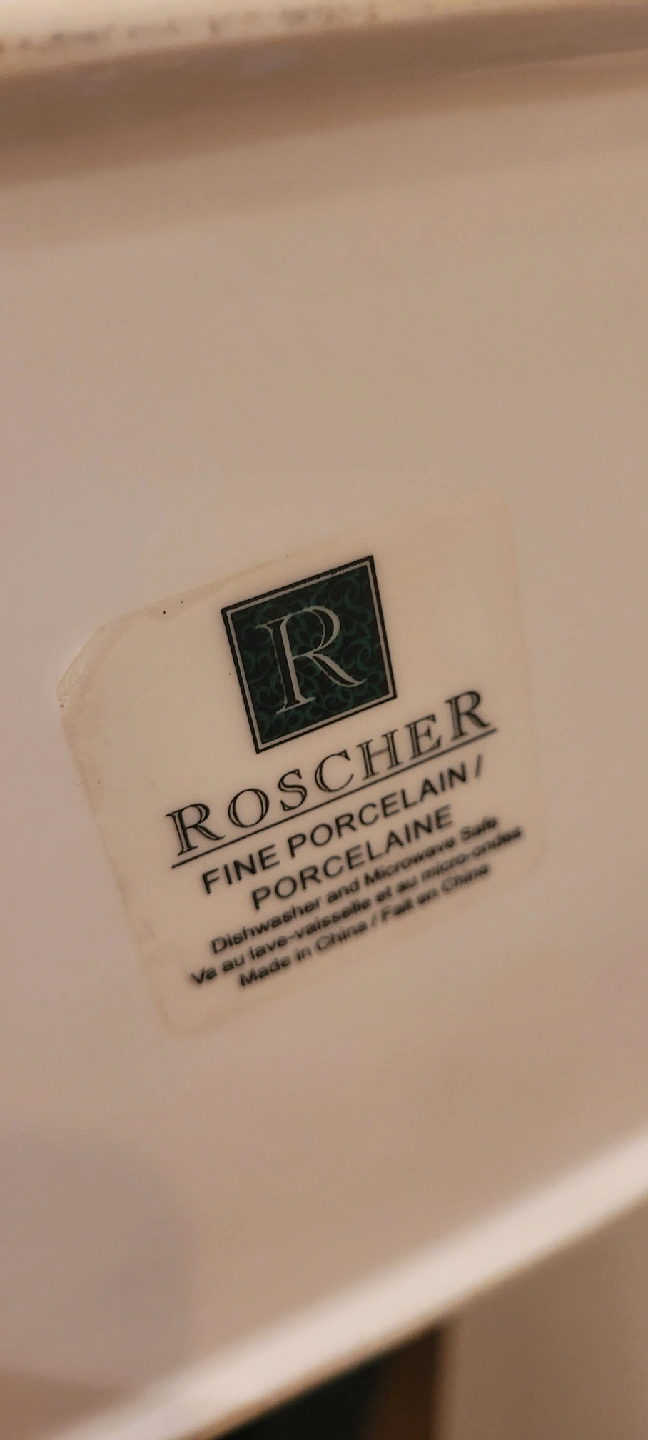 R
ROSCHER
FINE PORCELAIN /
PORCELAINE
Dishwasher and Microwave Safe
Va au lave-vaisselle et au micro-ondes
Made in China / Fait en Chine